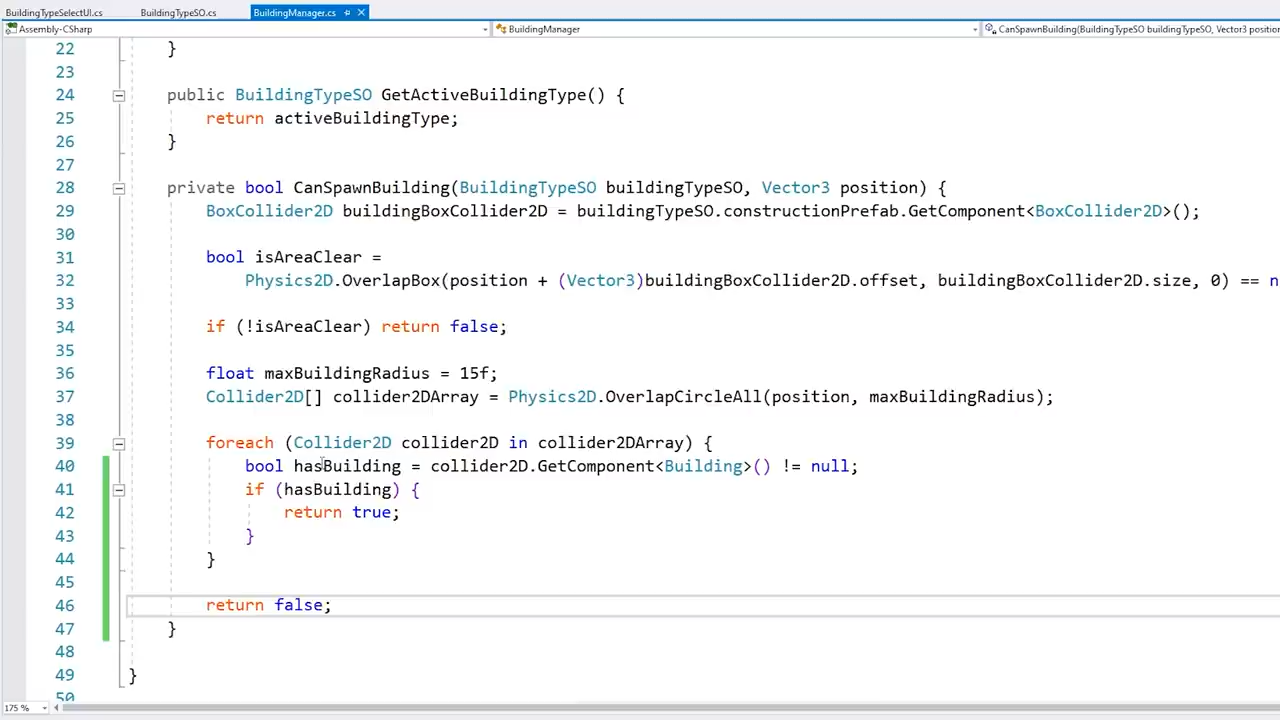 BuildingTypeSelectUI.cs BuildingTypeSO.cs BuildingManager.cs
Assembly-CSharp BuildingManager CanSpawnBuilding(BuildingTypeSO buildingTypeSO, Vector3 position
22 }
23
24 public BuildingTypeSO GetActiveBuildingType() {
25 return activeBuildingType;
26 }
27
28 private bool CanSpawnBuilding(BuildingTypeSO buildingTypeSO, Vector3 position) {
29 BoxCollider2D buildingBoxCollider2D = buildingTypeSO.constructionPrefab.GetComponent<BoxCollider2D>();
30
31 bool isAreaClear =
32 Physics2D.OverlapBox(position + (Vector3)buildingBoxCollider2D.offset, buildingBoxCollider2D.size, 0) == n
33
34 if (!isAreaClear) return false;
35
36 float maxBuildingRadius = 15f;
37 Collider2D[] collider2DArray = Physics2D.OverlapCircleAll(position, maxBuildingRadius);
38
39 foreach (Collider2D collider2D in collider2DArray) {
40 bool hasBuilding = collider2D.GetComponent<Building>() != null;
41 if (hasBuilding) {
42 return true;
43 }
44 }
45
46 return false;
47 }
48
49 }
50
175 %